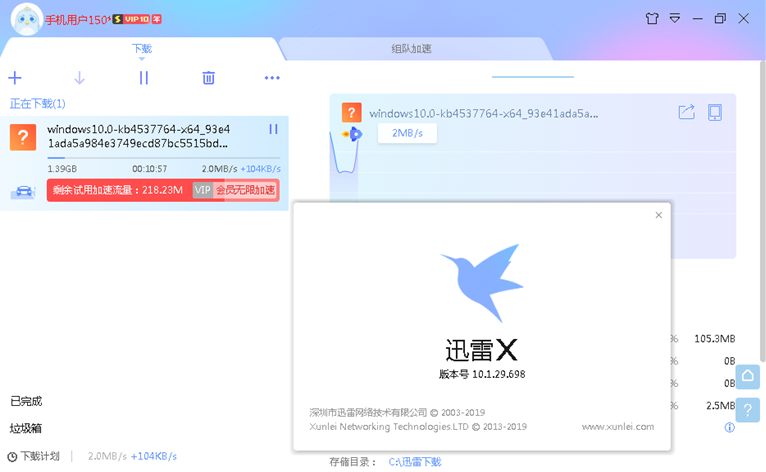 手机用户150
VIP ID
下载
组队加速
正在下载(1)
windows10.0-kb4537764-x64_93e4
1ada5a984e3749ecd87bc5515bd...
1.39GB 00:10:57 2.0MB/s +104KB/s
剩余试用加速流量：218.23M VIP 会员无限加速
windows10.0-kb4537764-x64_93e41ada5a...
2MB/s
迅雷X
版本号 10.1.29.698
深圳市迅雷网络技术有限公司 © 2003-2019
Xunlei Networking Technologies.LTD © 2013-2019 www.xunlei.com
% 105.3MB
% 0B
% 0B
% 2.5MB
已完成
垃圾箱
下载计划 2.0MB/s +104KB/s
存储目录： C:\迅雷下载